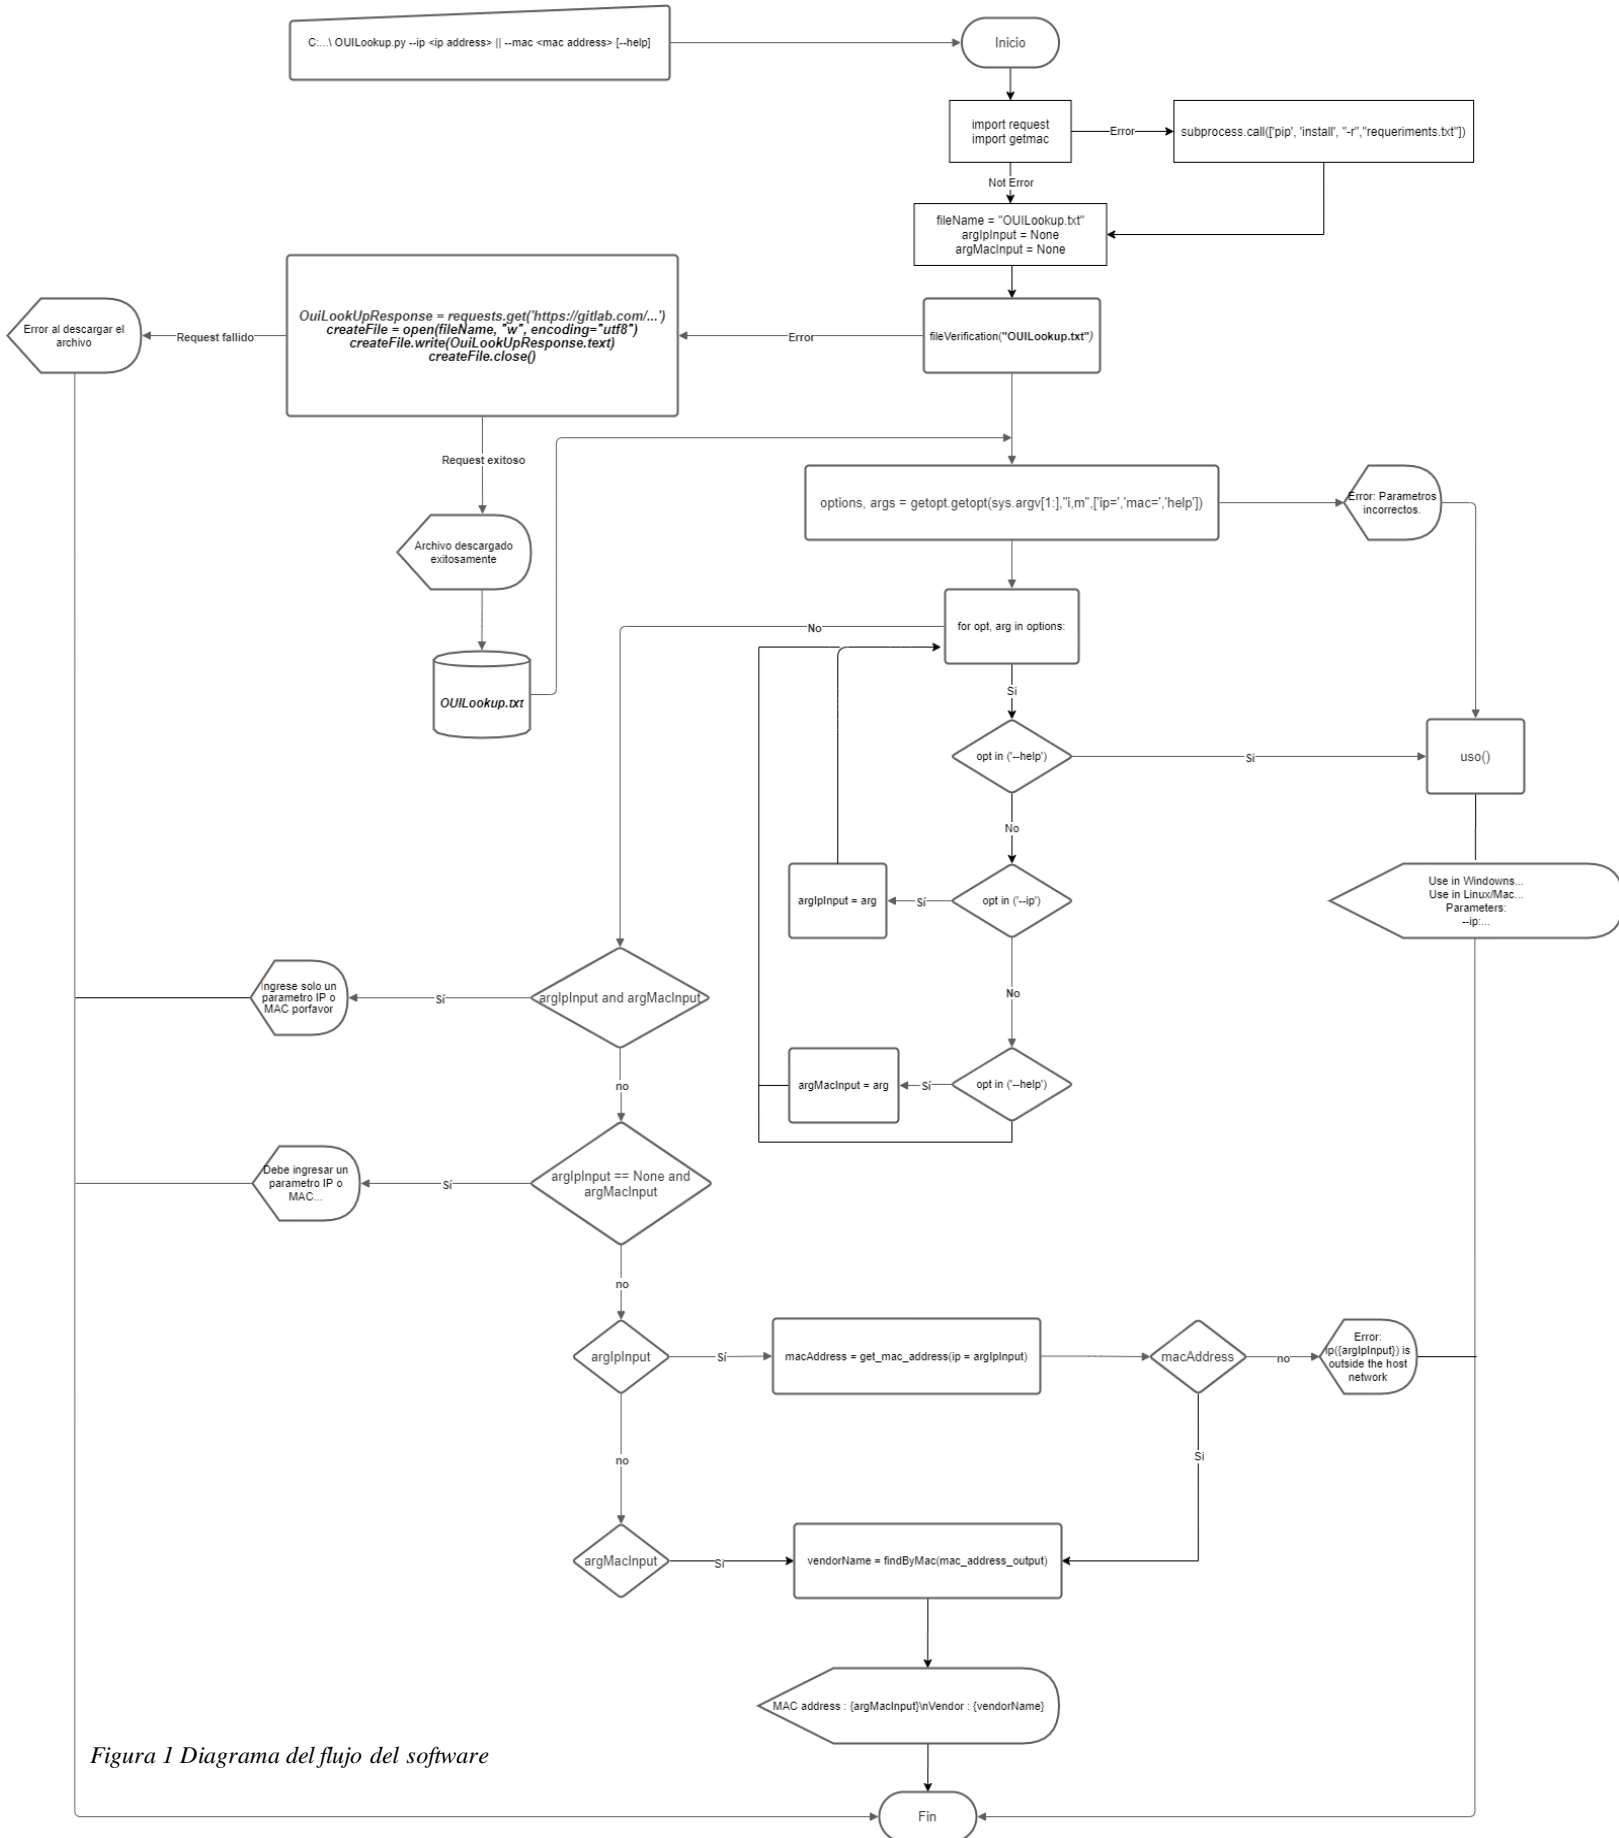 C:...\ OUILookup.py --ip <ip address> || --mac <mac address> [--help]
Inicio
import request
import getmac
Error
subprocess.call(['pip', 'install', "-r","requeriments.txt"])
Not Error
fileName = "OUILookup.txt"
argIpInput = None
argMacInput = None
fileVerification("OUILookup.txt")
Error
OuiLookUpResponse = requests.get('https://gitlab.com/...')
createFile = open(fileName, "w", encoding="utf8")
createFile.write(OuiLookUpResponse.text)
createFile.close()
Request fallido
Error al descargar el
archivo
Request exitoso
Archivo descargado
exitosamente
OUILookup.txt
options, args = getopt.getopt(sys.argv[1:],"i,m",['ip=','mac=','help'])
Error: Parametros
incorrectos.
for opt, arg in options:
No
Si
opt in ('--help')
Si
uso()
No
Use in Windowns...
Use in Linux/Mac...
Parameters:
--ip:...
opt in ('--ip')
Sí
argIpInput = arg
No
opt in ('--help')
Sí
argMacInput = arg
argIpInput and argMacInput
Sí
Ingrese solo un
parametro IP o
MAC porfavor
no
argIpInput == None and
argMacInput
Sí
Debe ingresar un
parametro IP o
MAC...
no
argIpInput
Sí
macAddress = get_mac_address(ip = argIpInput)
macAddress
no
Error:
ip({argIpInput}) is
outside the host
network
no
Si
argMacInput
Sí
vendorName = findByMac(mac_address_output)
MAC address : {argMacInput}\nVendor : {vendorName}
Figura 1 Diagrama del flujo del software
Fin